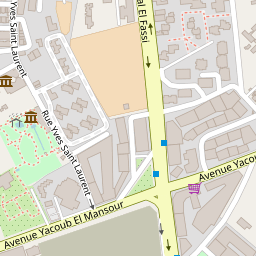 Yves Saint Laurent
al El Fassi
Rue Yves Saint Laurent
Avenue Yacoub El Mansour
Avenue Yacou